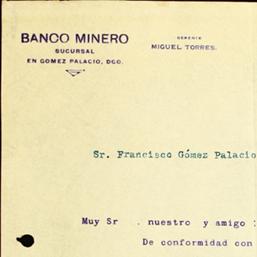 BANCO MINERO
SUCURSAL
EN GOMEZ PALACIO, DGO.
GERENTE
MIGUEL TORRES.
Sr. Francisco Gómez Palacio
Muy Sr . nuestro y amigo :
De conformidad con